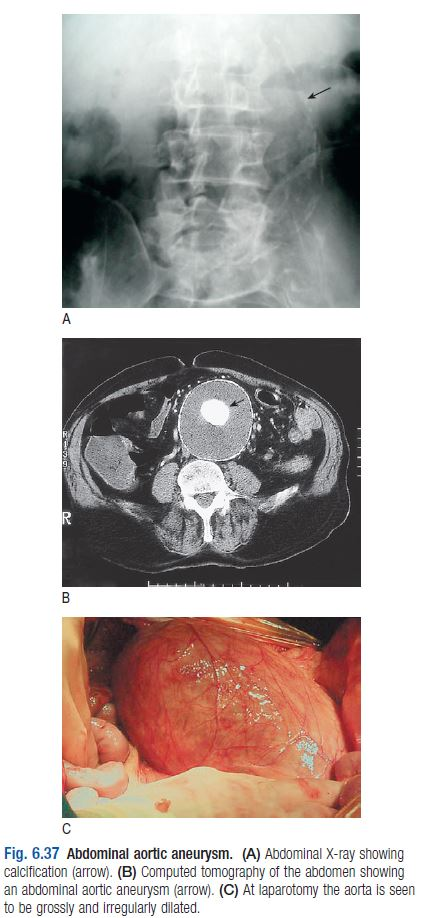 A
R
B
C
Fig. 6.37 Abdominal aortic aneurysm. (A) Abdominal X-ray showing
calcification (arrow). (B) Computed tomography of the abdomen showing
an abdominal aortic aneurysm (arrow). (C) At laparotomy the aorta is seen
to be grossly and irregularly dilated.